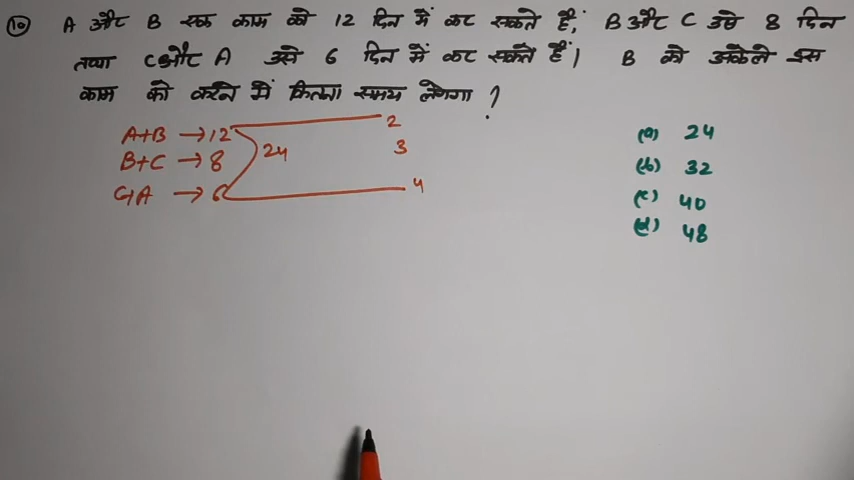 (10) A और B एक काम को 12 दिन में कर सकते हैं; B और C उसे 8 दिन
तथा C और A उसे 6 दिन में कर सकते हैं। B को अकेले इस
काम को करने में कितना समय लगेगा ?
A+B → 12 2
B+C → 8 24 3
C+A → 6 4
(a) 24
(b) 32
(c) 40
(d) 48